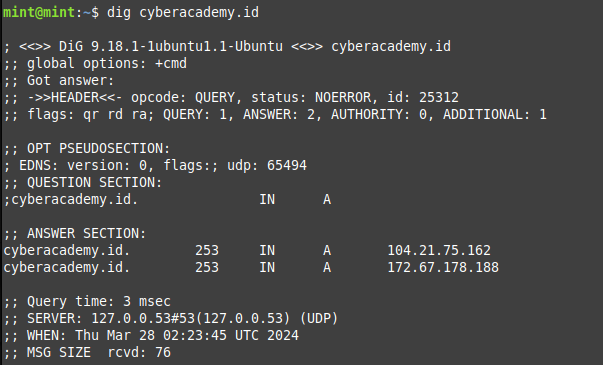 mint@mint:~$ dig cyberacademy.id
; <<>> DiG 9.18.1-1ubuntu1.1-Ubuntu <<>> cyberacademy.id
;; global options: +cmd
;; Got answer:
;; ->>HEADER<<- opcode: QUERY, status: NOERROR, id: 25312
;; flags: qr rd ra; QUERY: 1, ANSWER: 2, AUTHORITY: 0, ADDITIONAL: 1
;; OPT PSEUDOSECTION:
; EDNS: version: 0, flags:; udp: 65494
;; QUESTION SECTION:
;cyberacademy.id. IN A
;; ANSWER SECTION:
cyberacademy.id. 253 IN A 104.21.75.162
cyberacademy.id. 253 IN A 172.67.178.188
;; Query time: 3 msec
;; SERVER: 127.0.0.53#53(127.0.0.53) (UDP)
;; WHEN: Thu Mar 28 02:23:45 UTC 2024
;; MSG SIZE rcvd: 76